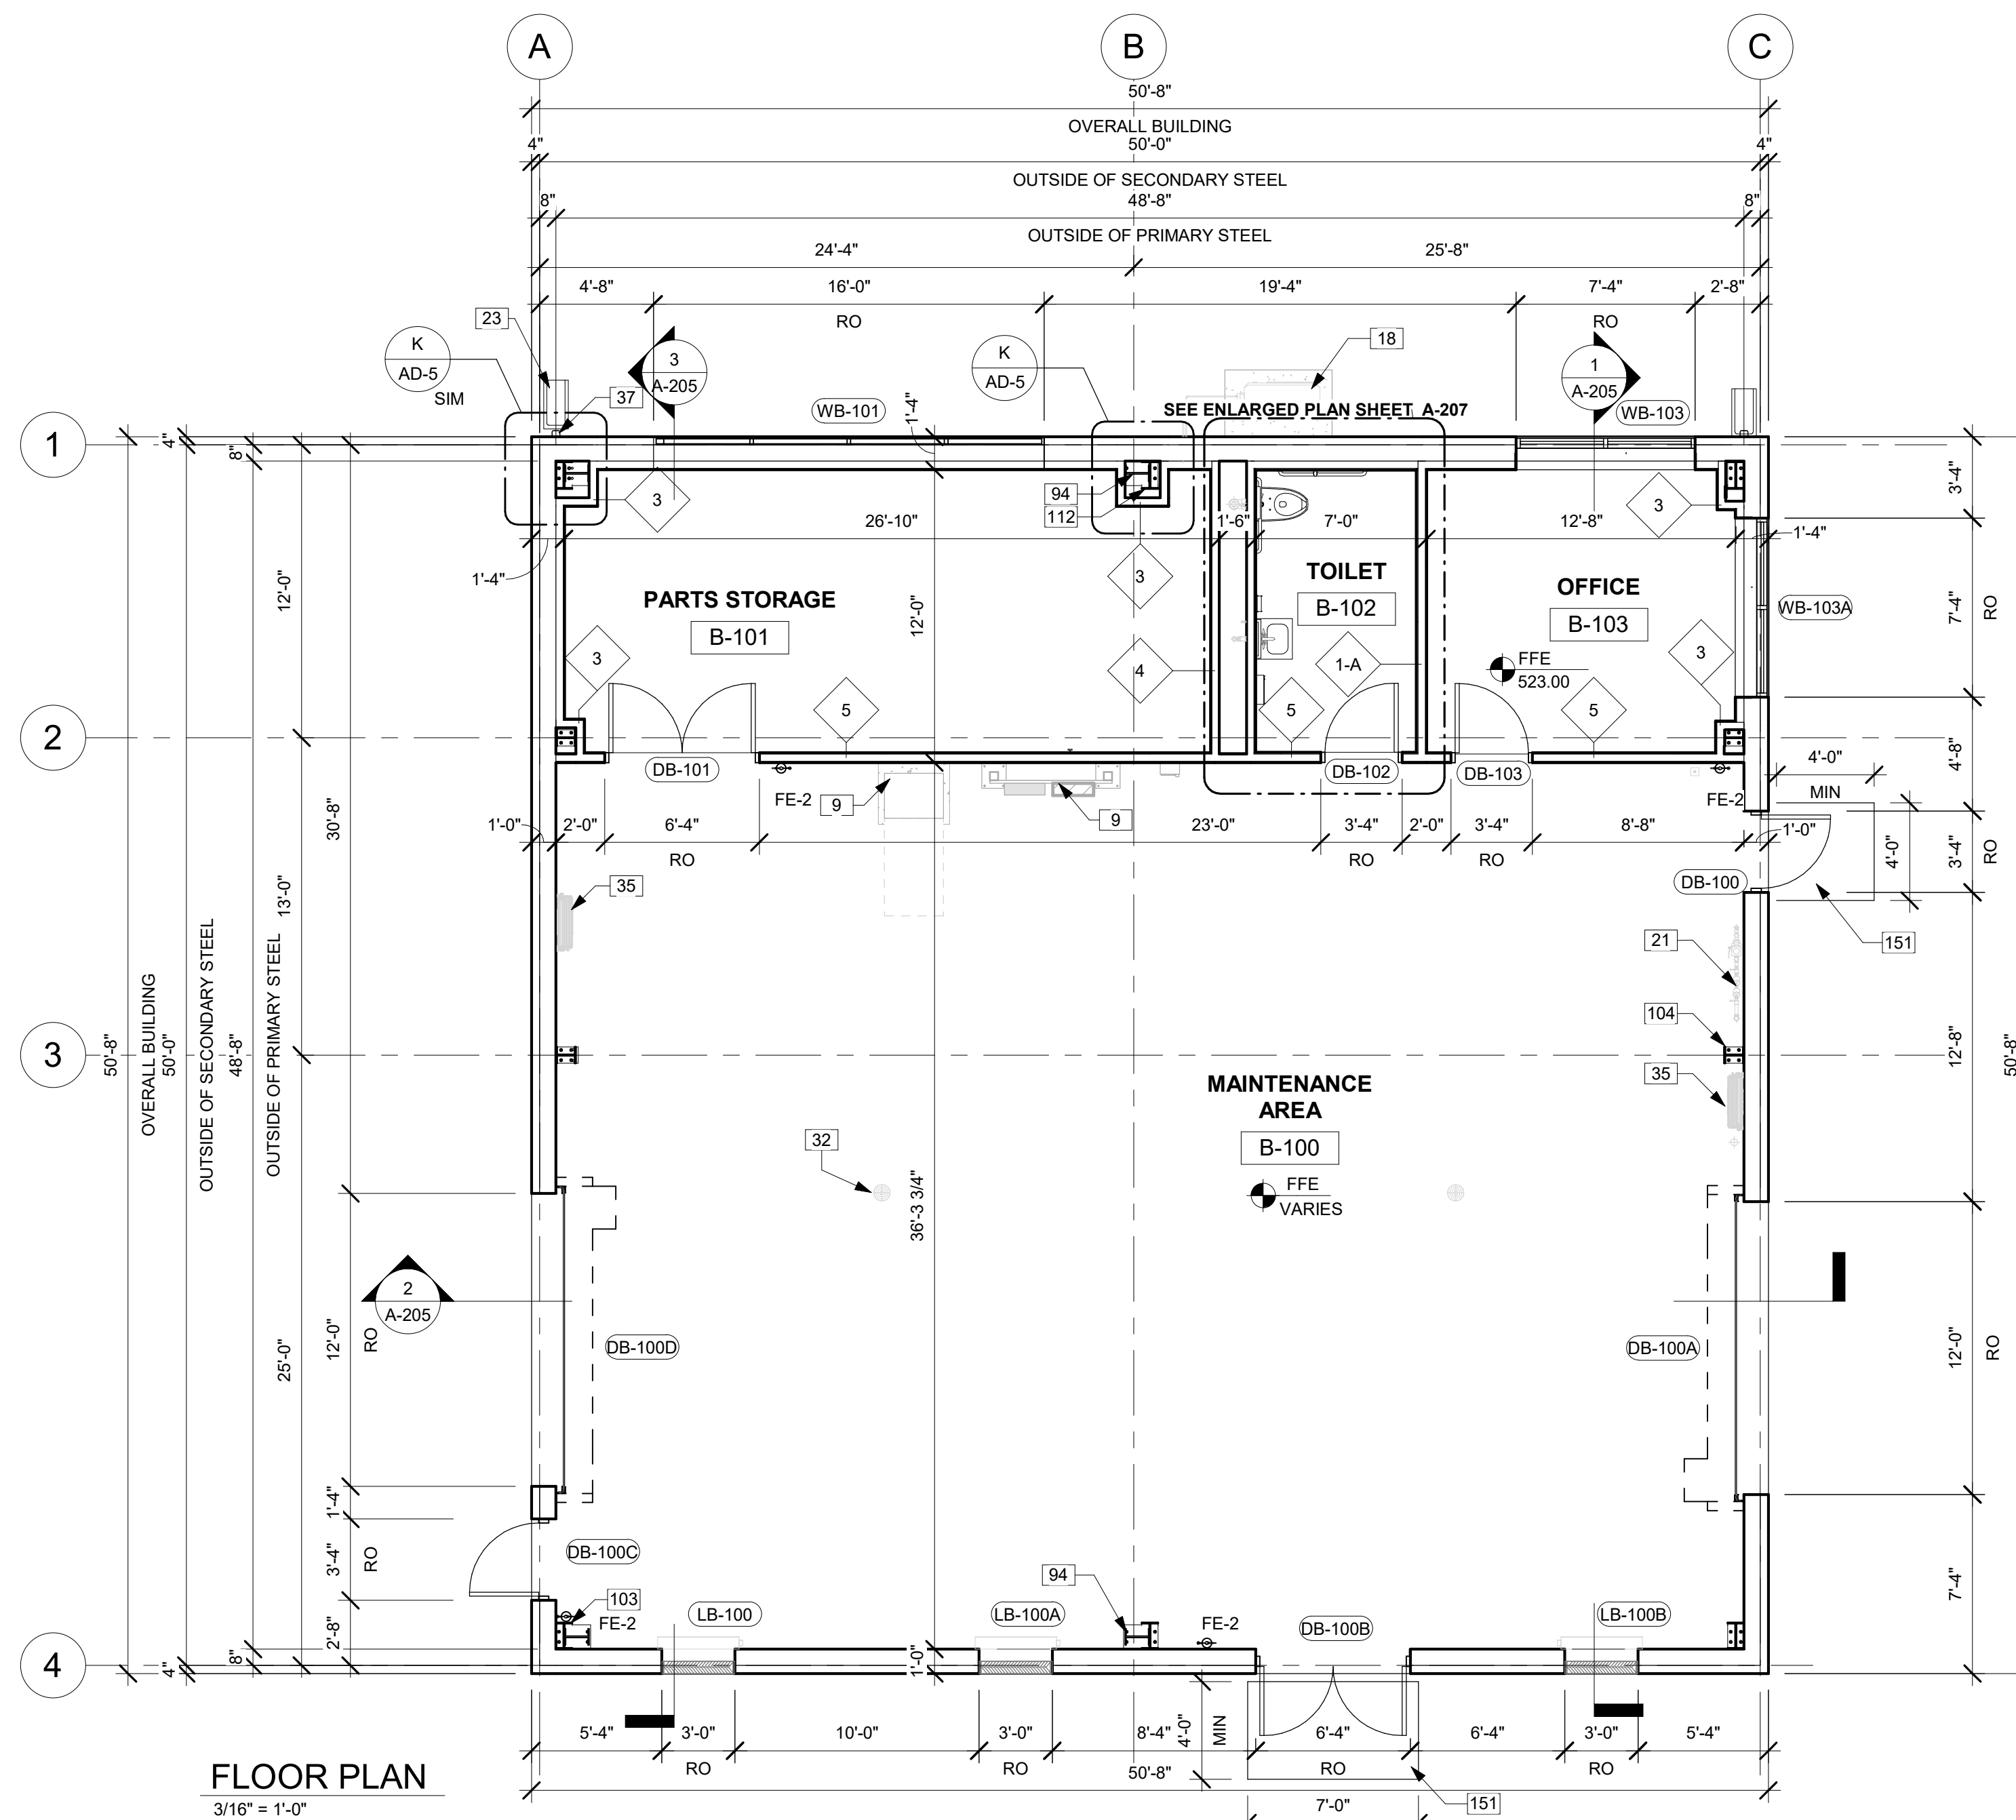 A
B
C
50'-8"
OVERALL BUILDING
4"
50'-0"
4"
OUTSIDE OF SECONDARY STEEL
8"
48'-8"
8"
OUTSIDE OF PRIMARY STEEL
24'-4"
25'-8"
4'-8"
16'-0"
19'-4"
7'-4"
2'-8"
RO
RO
23
K
AD-5
SIM
3
A-205
K
AD-5
18
1
A-205
37
WB-101
1'-4"
SEE ENLARGED PLAN SHEET A-207
WB-103
1
4"
8"
3
94
112
3
3'-4"
26'-10"
1'-6"
7'-0"
12'-8"
1'-4"
1'-4"
12'-0"
PARTS STORAGE
B-101
12'-0"
3
TOILET
B-102
OFFICE
B-103
WB-103A
7'-4"
RO
3
4
1-A
FFE
523.00
3
5
5
5
2
DB-101
DB-102
DB-103
4'-8"
4'-0"
MIN
FE-2
9
9
FE-2
30'-8"
1'-0"
2'-0"
6'-4"
23'-0"
3'-4"
2'-0"
3'-4"
8'-8"
1'-0"
RO
RO
RO
4'-0"
3'-4"
RO
13'-0"
35
DB-100
151
21
104
3
50'-8"
OVERALL BUILDING
50'-0"
OUTSIDE OF SECONDARY STEEL
48'-8"
OUTSIDE OF PRIMARY STEEL
12'-8"
50'-8"
35
MAINTENANCE
AREA
B-100
32
FFE
VARIES
36'-3 3/4"
2
A-205
25'-0"
12'-0"
RO
DB-100D
DB-100A
12'-0"
RO
1'-4"
3'-4"
RO
DB-100C
94
7'-4"
103
FE-2
LB-100
LB-100A
FE-2
DB-100B
LB-100B
2'-8"
8"
4"
4
1'-0"
5'-4"
3'-0"
10'-0"
3'-0"
8'-4"
4'-0"
MIN
6'-4"
6'-4"
3'-0"
5'-4"
RO
RO
RO
RO
50'-8"
7'-0"
151
FLOOR PLAN
3/16" = 1'-0"